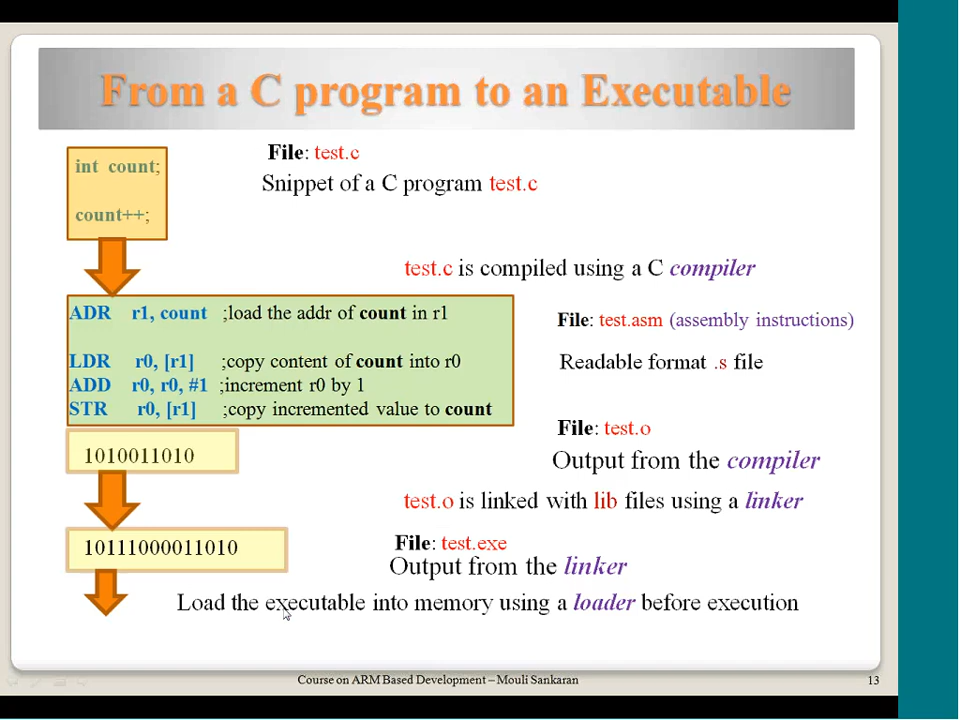 From a C program to an Executable
int count;
count++;
File: test.c
Snippet of a C program test.c
test.c is compiled using a C compiler
ADR r1, count ;load the addr of count in r1
LDR r0, [r1] ;copy content of count into r0
ADD r0, r0, #1 ;increment r0 by 1
STR r0, [r1] ;copy incremented value to count
File: test.asm (assembly instructions)
Readable format .s file
1010011010
File: test.o
Output from the compiler
test.o is linked with lib files using a linker
10111000011010
File: test.exe
Output from the linker
Load the executable into memory using a loader before execution
Course on ARM Based Development – Mouli Sankaran
13